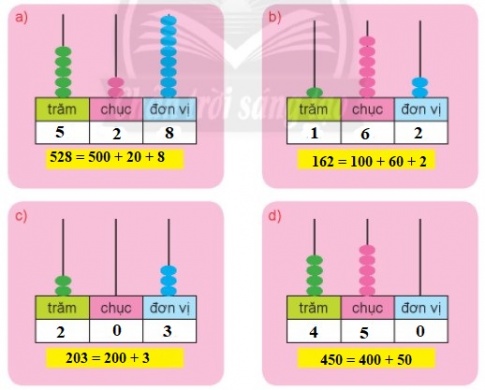 a)
trăm chục đơn vị
5 2 8
528 = 500 + 20 + 8
b)
trăm chục đơn vị
1 6 2
162 = 100 + 60 + 2
c)
trăm chục đơn vị
2 0 3
203 = 200 + 3
d)
trăm chục đơn vị
4 5 0
450 = 400 + 50